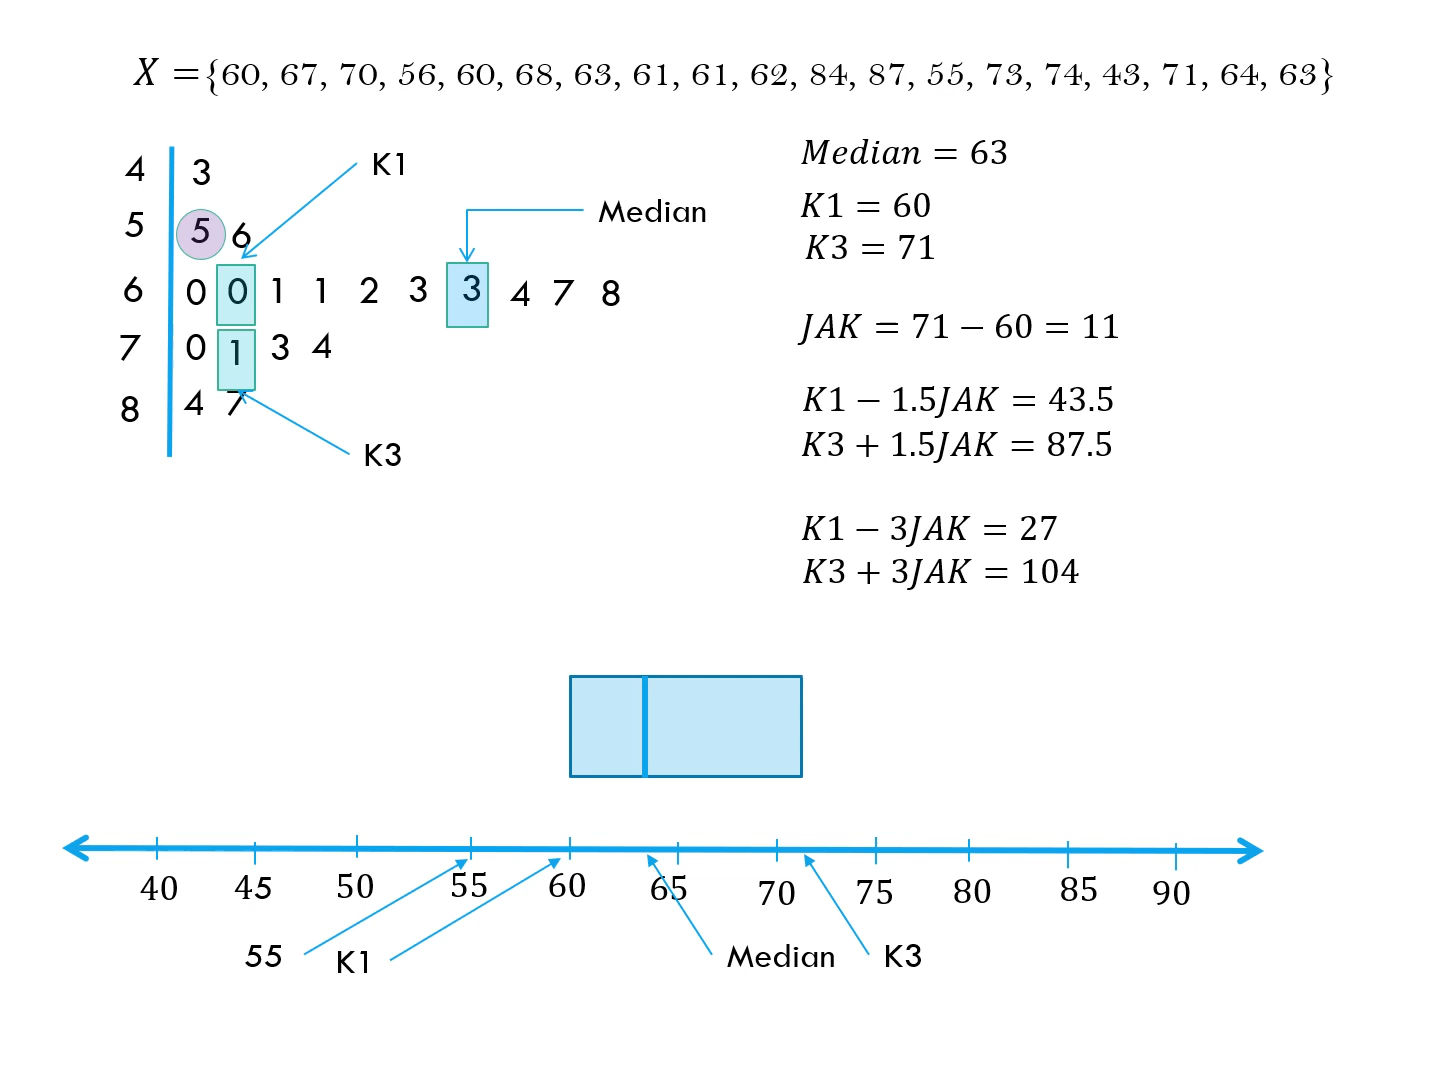 X = {60, 67, 70, 56, 60, 68, 63, 61, 61, 62, 84, 87, 55, 73, 74, 43, 71, 64, 63}
4 3
5 5 6
6 0 0 1 1 2 3 3 4 7 8
7 0 1 3 4
8 4 7
K1
Median
K3
Median = 63
K1 = 60
K3 = 71
JAK = 71 − 60 = 11
K1 − 1.5JAK = 43.5
K3 + 1.5JAK = 87.5
K1 − 3JAK = 27
K3 + 3JAK = 104
40 45 50 55 60 65 70 75 80 85 90
55 K1 Median K3